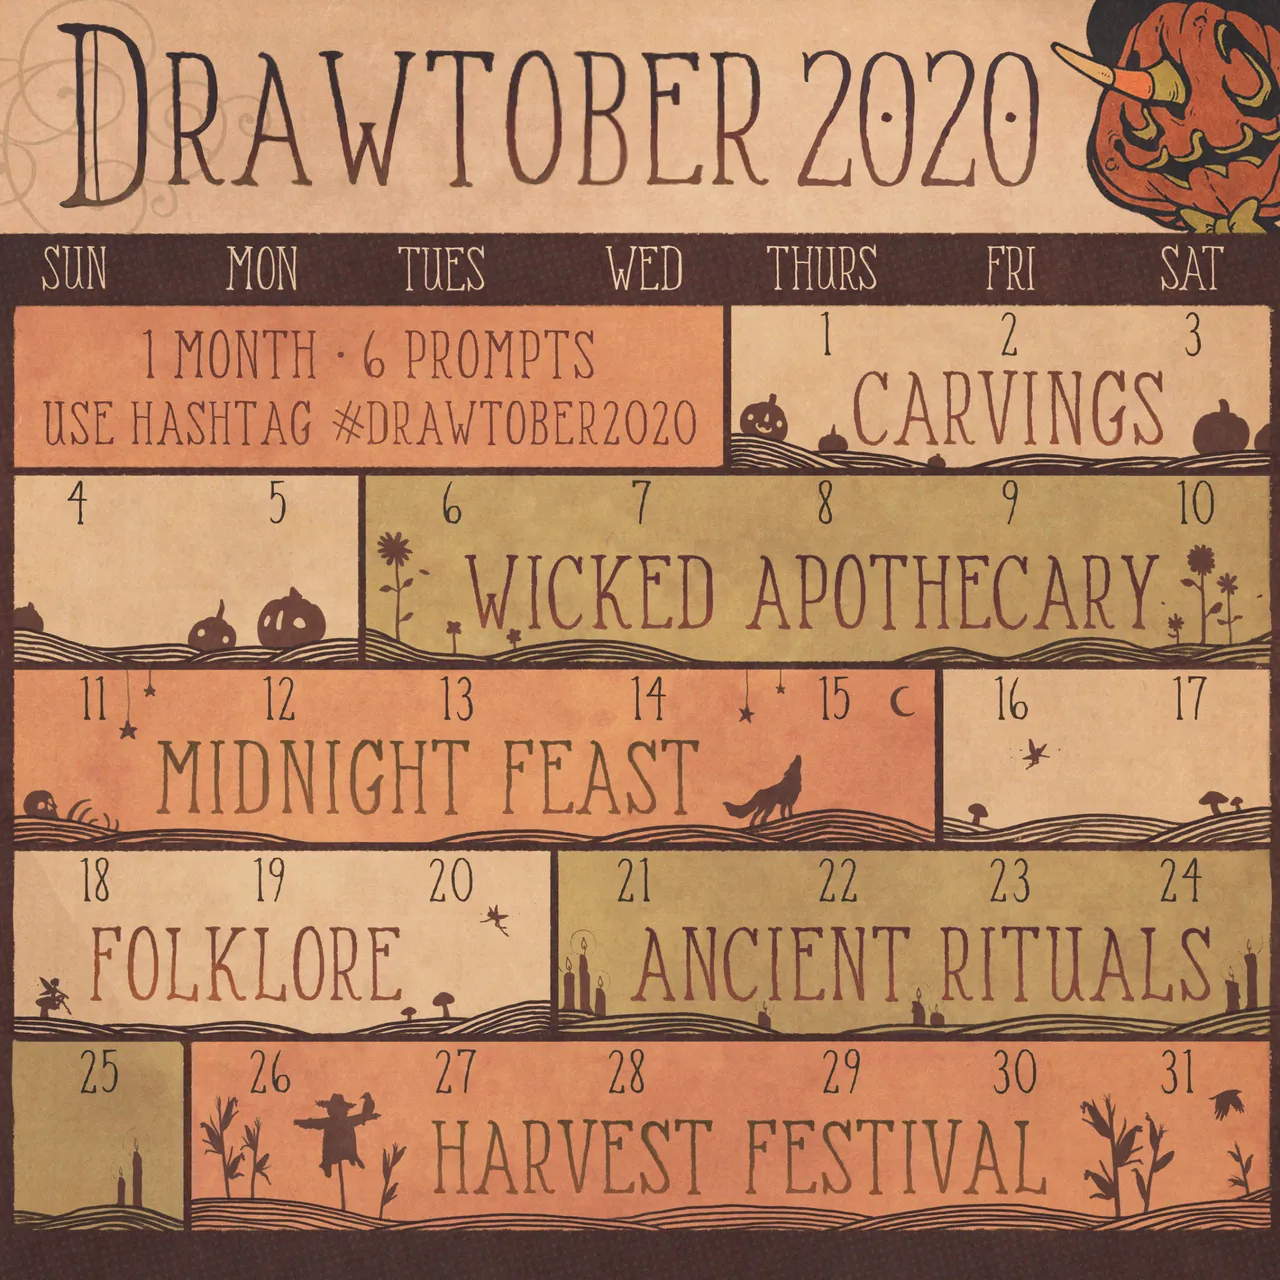 DRAWTOBER 2020
SUN MON TUES WED THURS FRI SAT
1 MONTH · 6 PROMPTS
USE HASHTAG #DRAWTOBER2020
1 2 3
CARVINGS
4 5 6 7 8 9 10
WICKED APOTHECARY
11 12 13 14 15 16 17
MIDNIGHT FEAST
18 19 20 21 22 23 24
FOLKLORE ANCIENT RITUALS
25 26 27 28 29 30 31
HARVEST FESTIVAL